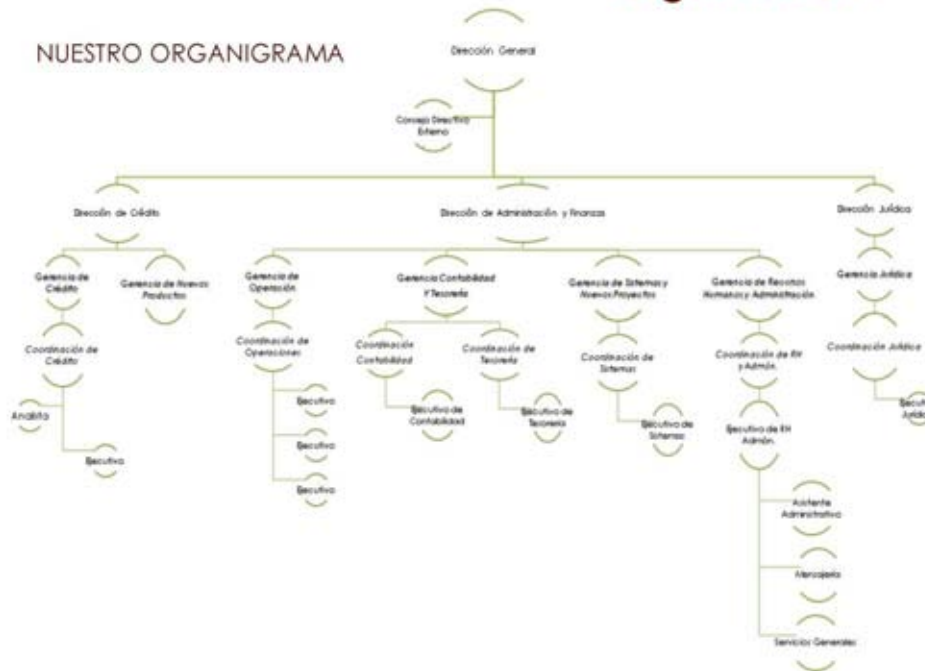 NUESTRO ORGANIGRAMA
Dirección General
Consejo Directivo
Externo
Dirección de Crédito
Dirección de Administración y Finanzas
Dirección Jurídica
Gerencia de
Crédito
Gerencia de Nuevos
Productos
Gerencia de
Operación
Gerencia Contabilidad
Y Tesorería
Gerencia de Sistemas y
Nuevos Proyectos
Gerencia de Recursos
Humanos y Administración
Gerencia Jurídica
Coordinación de
Crédito
Coordinación de
Operaciones
Coordinación
Contabilidad
Coordinación de
Tesorería
Coordinación de
Sistemas
Coordinación de RH
y Admón.
Coordinación Jurídica
Analista
Ejecutivo
Ejecutivo
Ejecutivo
Ejecutivo
Ejecutivo de
Contabilidad
Ejecutivo de
Tesorería
Ejecutivo de
Sistemas
Ejecutivo de RH
Admón.
Asistente
Administrativo
Mensajería
Servicios Generales